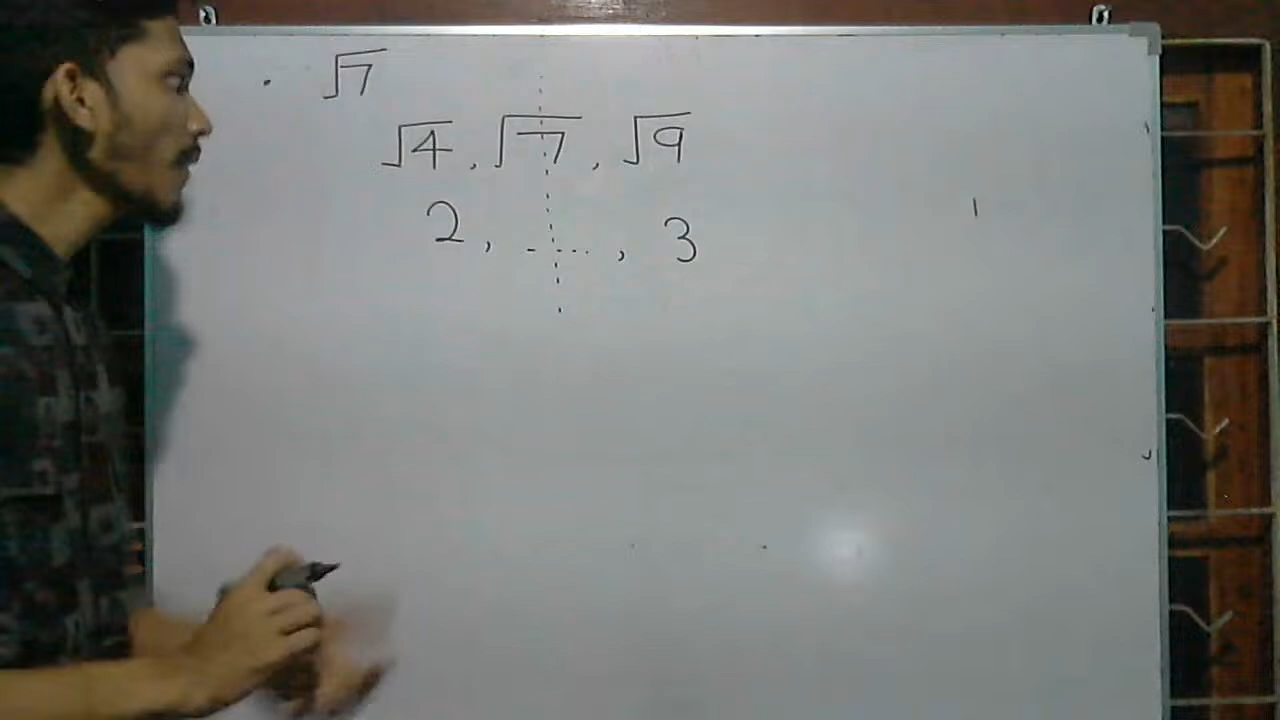 . √7
√4, √7, √9
2, ....., 3